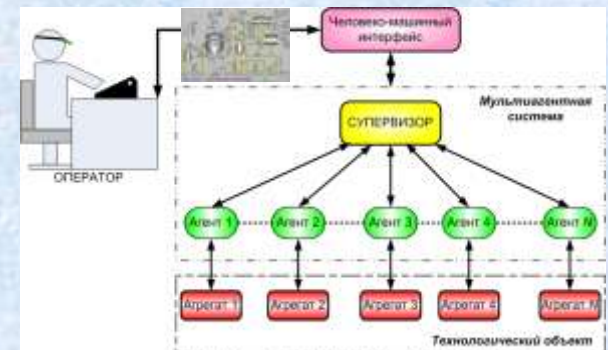 Человеко-машинный
интерфейс
Мультиагентная
система
СУПЕРВИЗОР
ОПЕРАТОР
Агент 1
Агент 2
Агент 3
Агент 4
Агент N
Агрегат 1
Агрегат 2
Агрегат 3
Агрегат 4
Агрегат N
Технологический объект